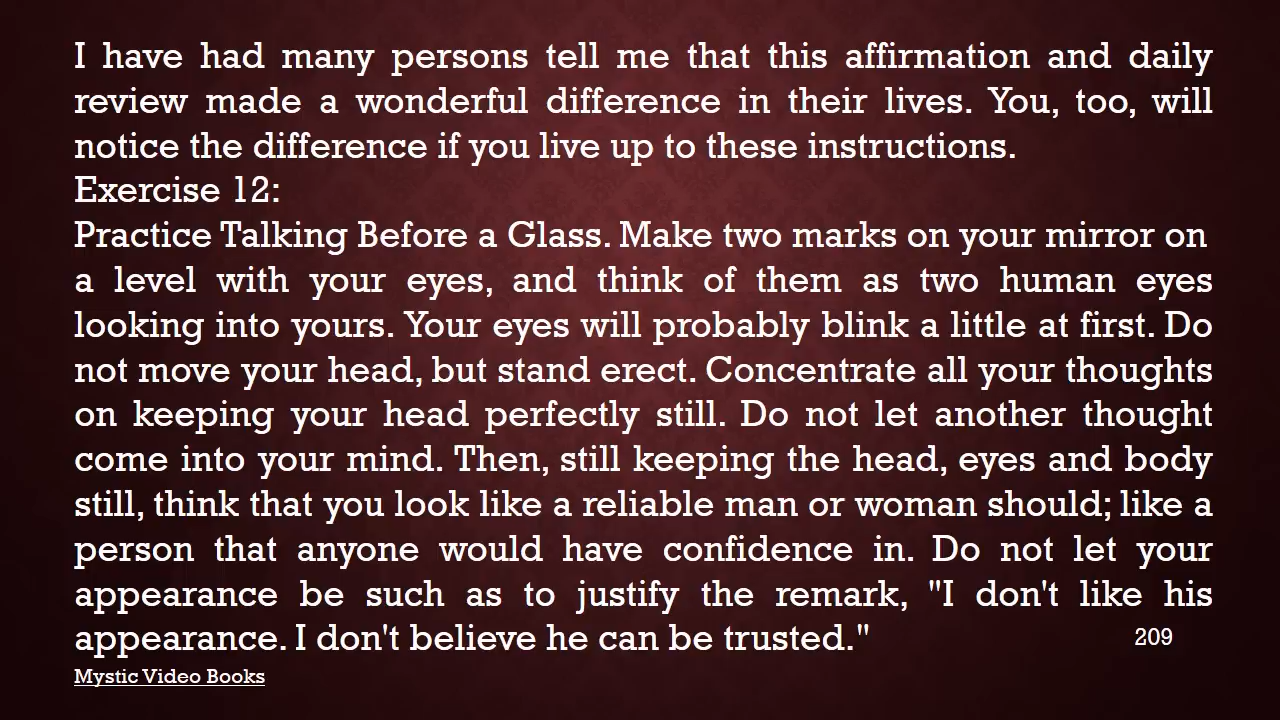 I have had many persons tell me that this affirmation and daily
review made a wonderful difference in their lives. You, too, will
notice the difference if you live up to these instructions.
Exercise 12:
Practice Talking Before a Glass. Make two marks on your mirror on
a level with your eyes, and think of them as two human eyes
looking into yours. Your eyes will probably blink a little at first. Do
not move your head, but stand erect. Concentrate all your thoughts
on keeping your head perfectly still. Do not let another thought
come into your mind. Then, still keeping the head, eyes and body
still, think that you look like a reliable man or woman should; like a
person that anyone would have confidence in. Do not let your
appearance be such as to justify the remark, "I don't like his
appearance. I don't believe he can be trusted."
209
Mystic Video Books